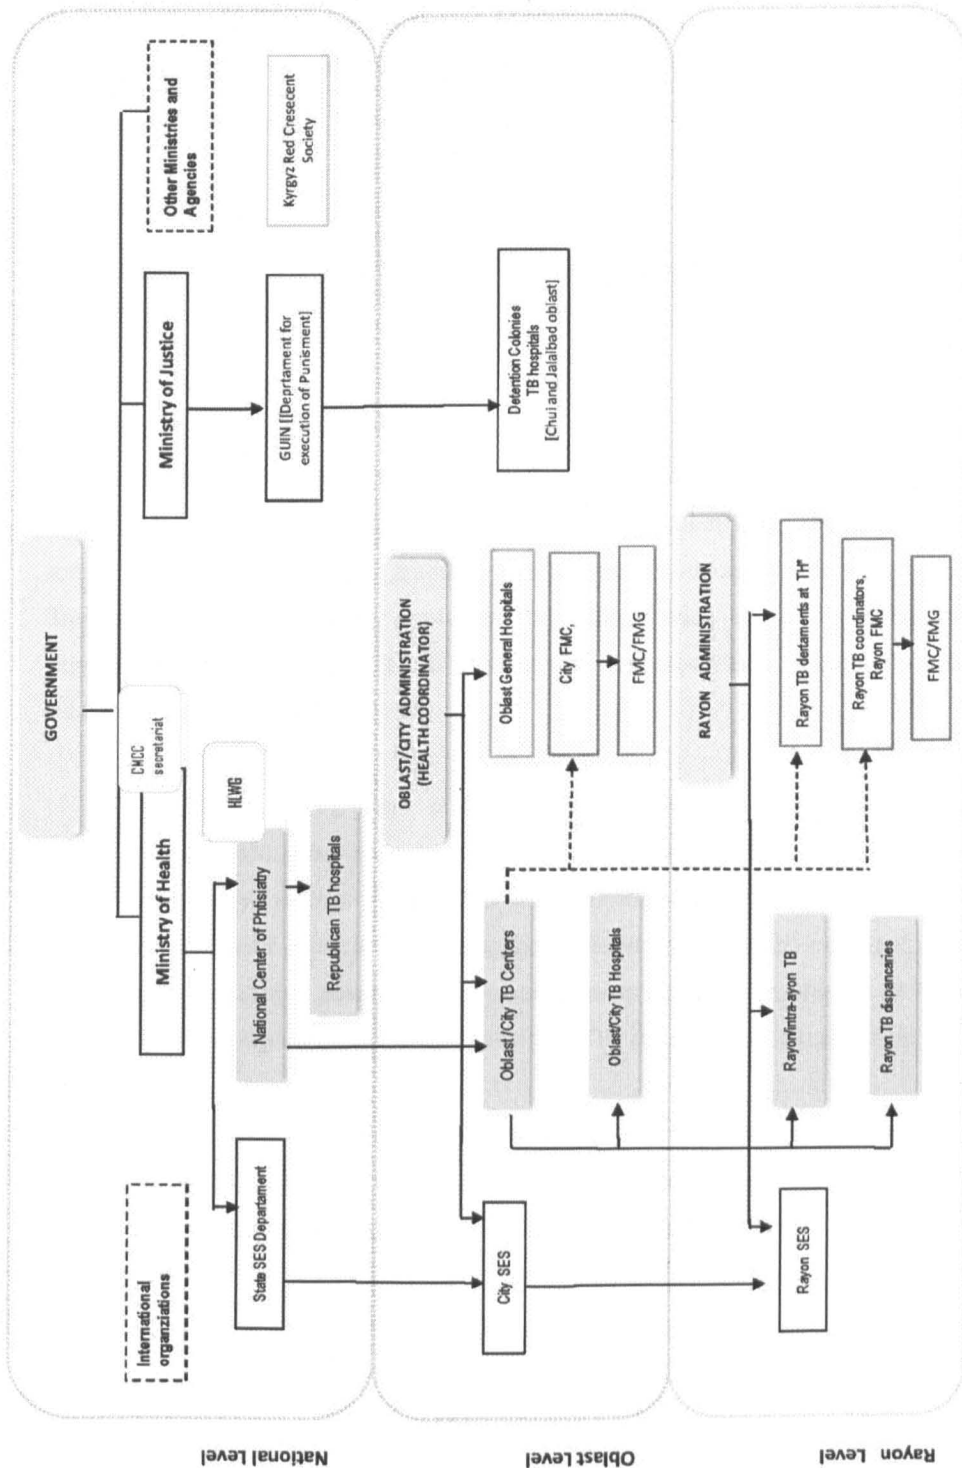 GOVERNMENT
CMCC
secretariat
International
organziations
Ministry of Health
Ministry of Justice
Other Ministries and
Agencies
HLWG
State SES Departament
National Center of Phtisiatry
Republican TB hospitals
GUIN [[Deprtament for
execution of Punisment]
Kyrgyz Red Cresecent
Society
National Level
OBLAST/CITY ADMINISTRATION
(HEALTH COORDINATOR)
City SES
Oblast /City TB Centers
Oblast/City TB Hospitals
Oblast General Hospitals
City FMC,
FMC/FMG
Detention Colonies
TB hospitals
[Chui and Jalalbad oblast]
Oblast Level
RAYON ADMINISTRATION
Rayon SES
Rayon/intra-ayon TB
Rayon TB dispancaries
Rayon TB dertaments at TH*
Rayon TB coordinators,
Rayon FMC
FMC/FMG
Rayon Level